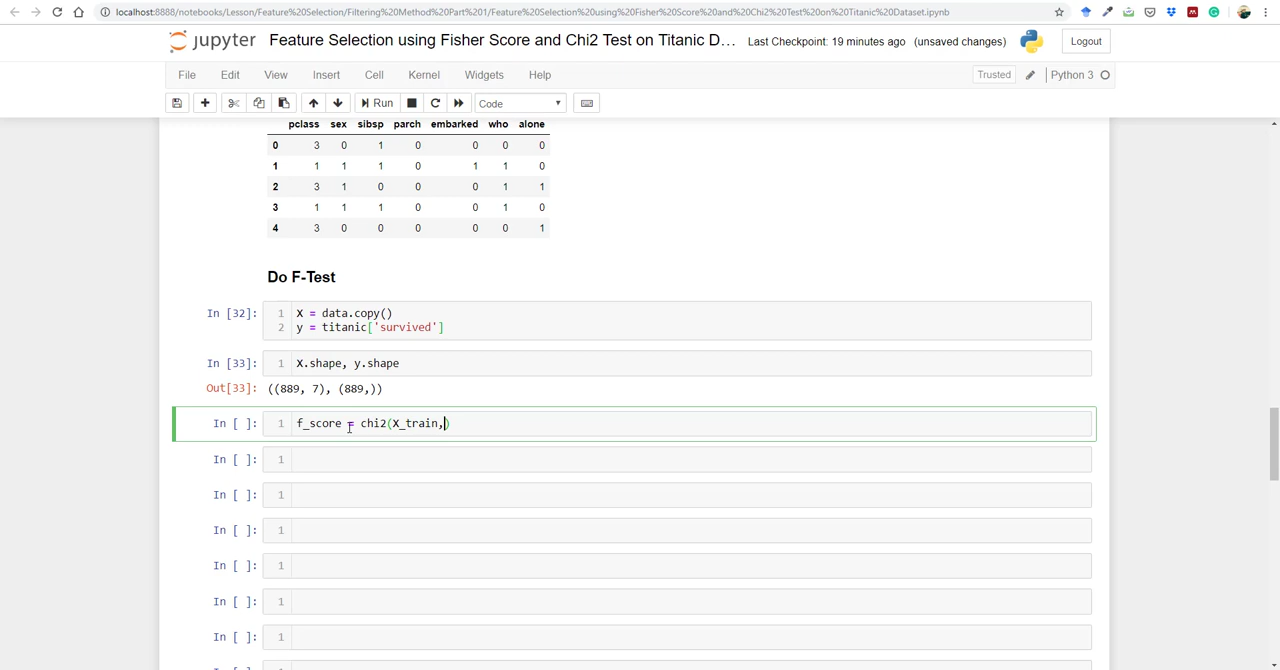 localhost:8888/notebooks/Lesson/Feature%20Selection/Filtering%20Method%20Part%201/Feature%20Selection%20using%20Fisher%20Score%20and%20Chi2%20Test%20on%20Titanic%20Dataset.ipynb
jupyter Feature Selection using Fisher Score and Chi2 Test on Titanic D... Last Checkpoint: 19 minutes ago (unsaved changes) Logout
File Edit View Insert Cell Kernel Widgets Help Trusted Python 3
Run Code
pclass sex sibsp parch embarked who alone
0 3 0 1 0 0 0 0
1 1 1 1 0 1 1 0
2 3 1 0 0 0 1 1
3 1 1 1 0 0 1 0
4 3 0 0 0 0 0 1
Do F-Test
In [32]: 1 X = data.copy()
2 y = titanic['survived']
In [33]: 1 X.shape, y.shape
Out[33]: ((889, 7), (889,))
In [ ]: 1 f_score = chi2(X_train,)
In [ ]: 1
In [ ]: 1
In [ ]: 1
In [ ]: 1
In [ ]: 1
In [ ]: 1